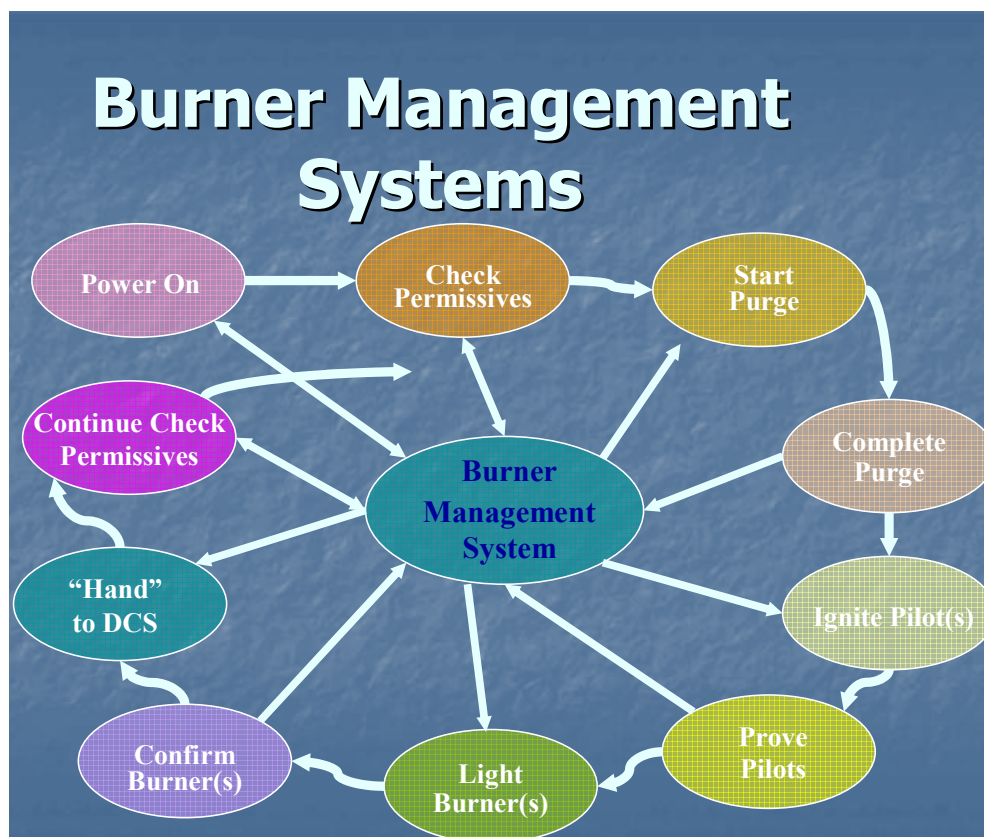 Burner Management
Systems
Power On
Check
Permissives
Start
Purge
Continue Check
Permissives
Burner
Management
System
Complete
Purge
“Hand”
to DCS
Ignite Pilot(s)
Confirm
Burner(s)
Light
Burner(s)
Prove
Pilots